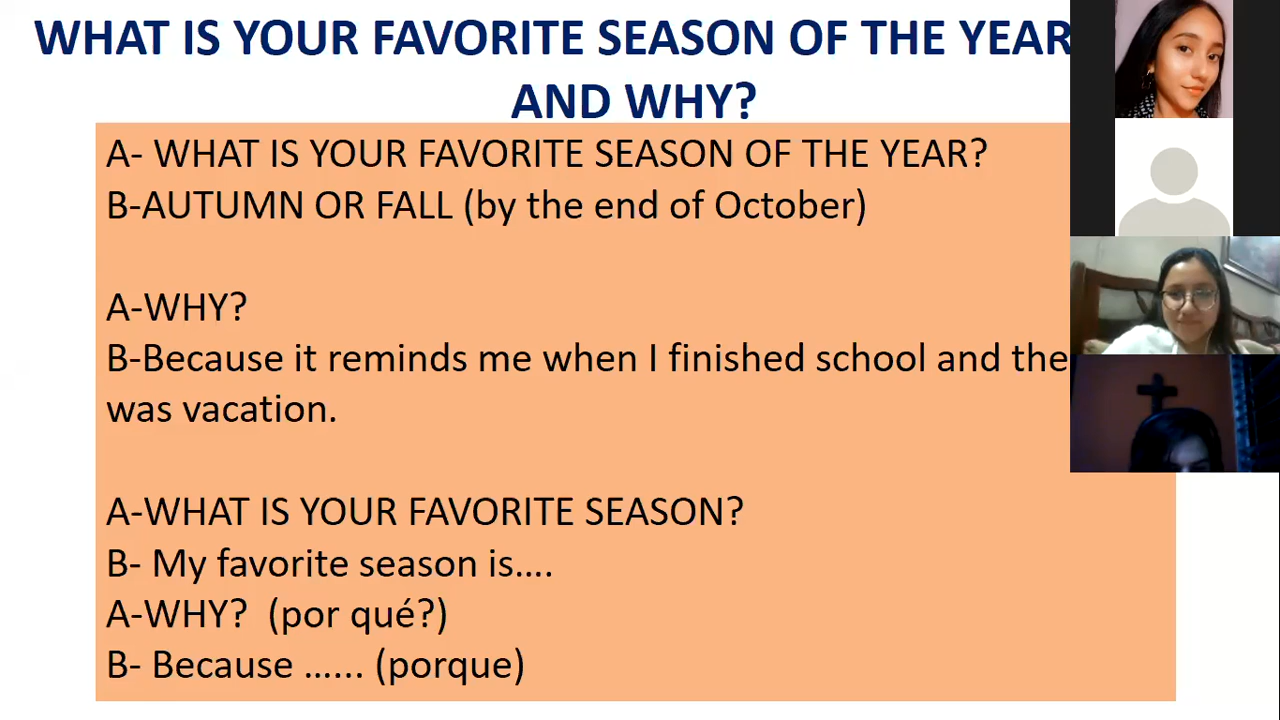 WHAT IS YOUR FAVORITE SEASON OF THE YEAR
AND WHY?
A- WHAT IS YOUR FAVORITE SEASON OF THE YEAR?
B-AUTUMN OR FALL (by the end of October)
A-WHY?
B-Because it reminds me when I finished school and the
was vacation.
A-WHAT IS YOUR FAVORITE SEASON?
B- My favorite season is....
A-WHY?  (por qué?)
B- Because ...... (porque)